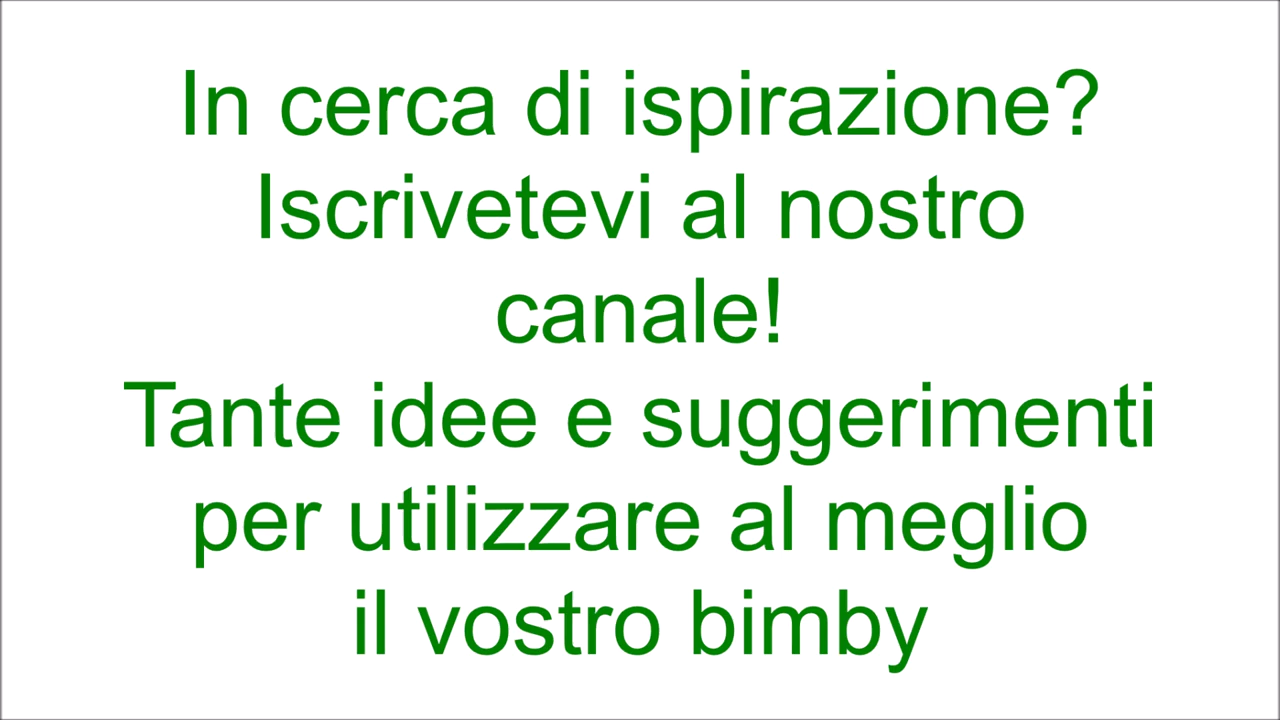 In cerca di ispirazione?
Iscrivetevi al nostro
canale!
Tante idee e suggerimenti
per utilizzare al meglio
il vostro bimby